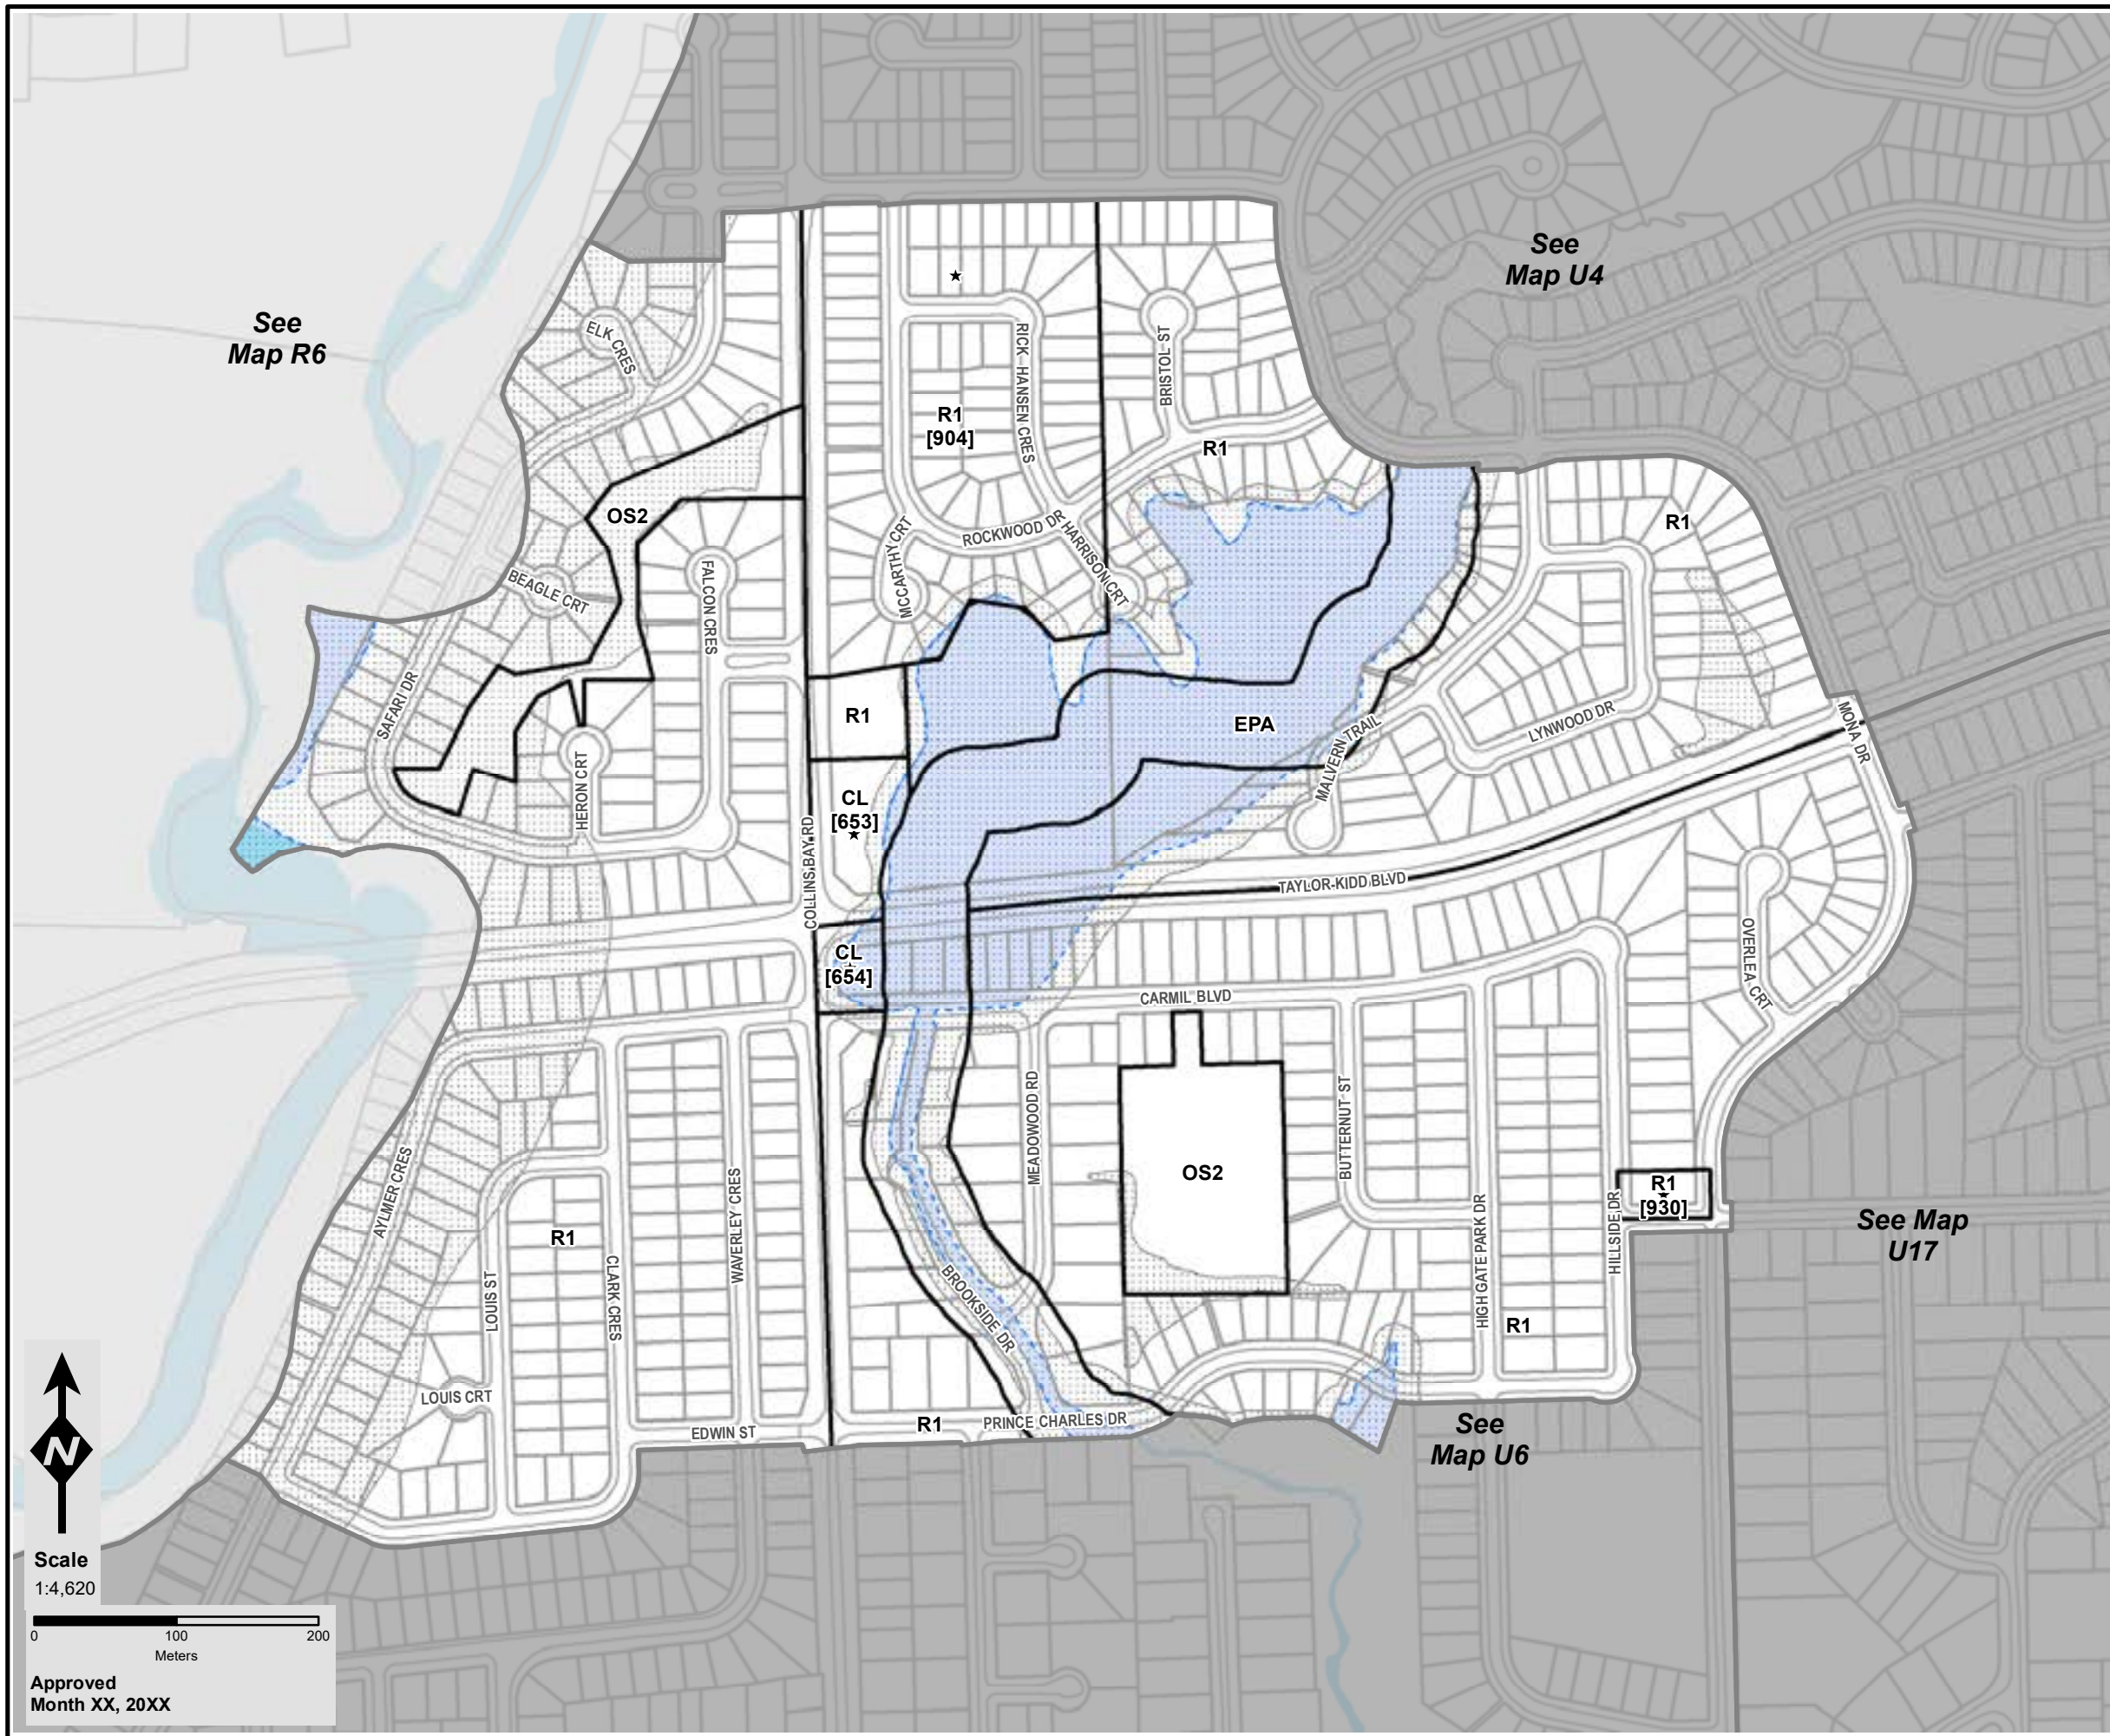 See
Map U4
See
Map R6
ELK CRES
RICK HANSEN CRES
BRISTOL ST
R1
[904]
R1
OS2
R1
ROCKWOOD DR
MCCARTHY CRT
HARRISON CRT
BEAGLE CRT
FALCON CRES
SAFARI DR
R1
EPA
LYNWOOD DR
MONA DR
MALVERN TRAIL
HERON CRT
CL
[653]
COLLINS BAY RD
TAYLOR-KIDD BLVD
OVERLEA CRT
CL
[654]
CARMIL BLVD
MEADOWOOD RD
BUTTERNUT ST
OS2
R1
[930]
AYLMER CRES
WAVERLEY CRES
R1
HIGH GATE PARK DR
HILLSIDE DR
See Map
U17
LOUIS ST
CLARK CRES
BROOKSIDE DR
R1
LOUIS CRT
EDWIN ST
R1
PRINCE CHARLES DR
See
Map U6
N
Scale
1:4,620
0 100 200
Meters
Approved
Month XX, 20XX